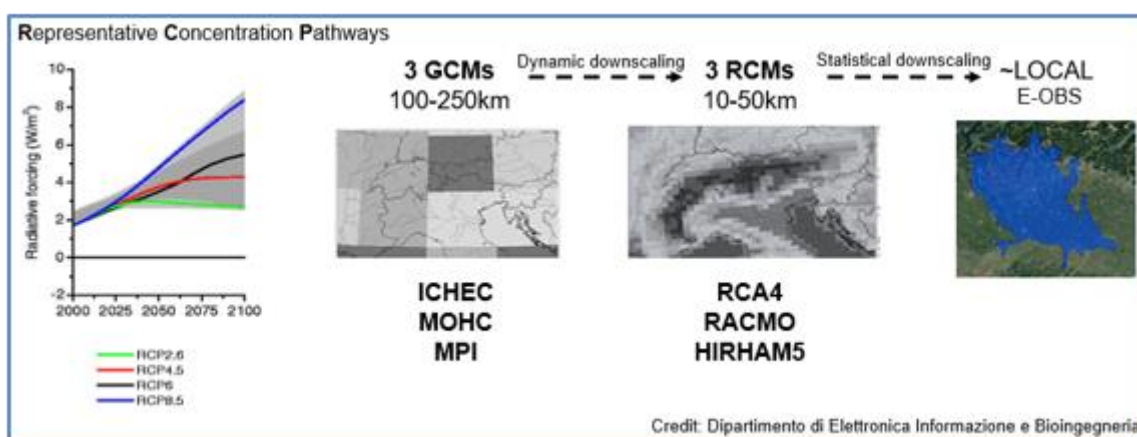 Representative Concentration Pathways
Radiative forcing (W/m²)
10
8
6
4
2
0
-2
2000 2025 2050 2075 2100
RCP2.6
RCP4.5
RCP6
RCP8.5
3 GCMs
100-250km
Dynamic downscaling
3 RCMs
10-50km
Statistical downscaling
~LOCAL
E-OBS
ICHEC
MOHC
MPI
RCA4
RACMO
HIRHAM5
Credit: Dipartimento di Elettronica Informazione e Bioingegneria